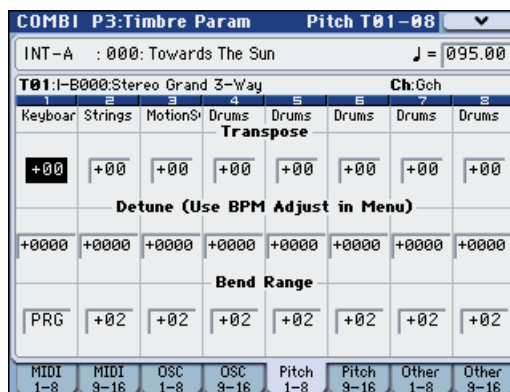 COMBI P3:Timbre Param Pitch T01-08
INT-A :000: Towards The Sun ♩= 095.00
T01:I-B000:Stereo Grand 3-Way Ch:Gch
1 2 3 4 5 6 7 8
Keyboar Strings MotionS Drums Drums Drums Drums Drums
Transpose
+00 +00 +00 +00 +00 +00 +00 +00
Detune (Use BPM Adjust in Menu)
+0000 +0000 +0000 +0000 +0000 +0000 +0000 +0000
Bend Range
PRG +02 +02 +02 +02 +02 +02 +02
MIDI MIDI OSC OSC Pitch Pitch Other Other
1-8 9-16 1-8 9-16 1-8 9-16 1-8 9-16